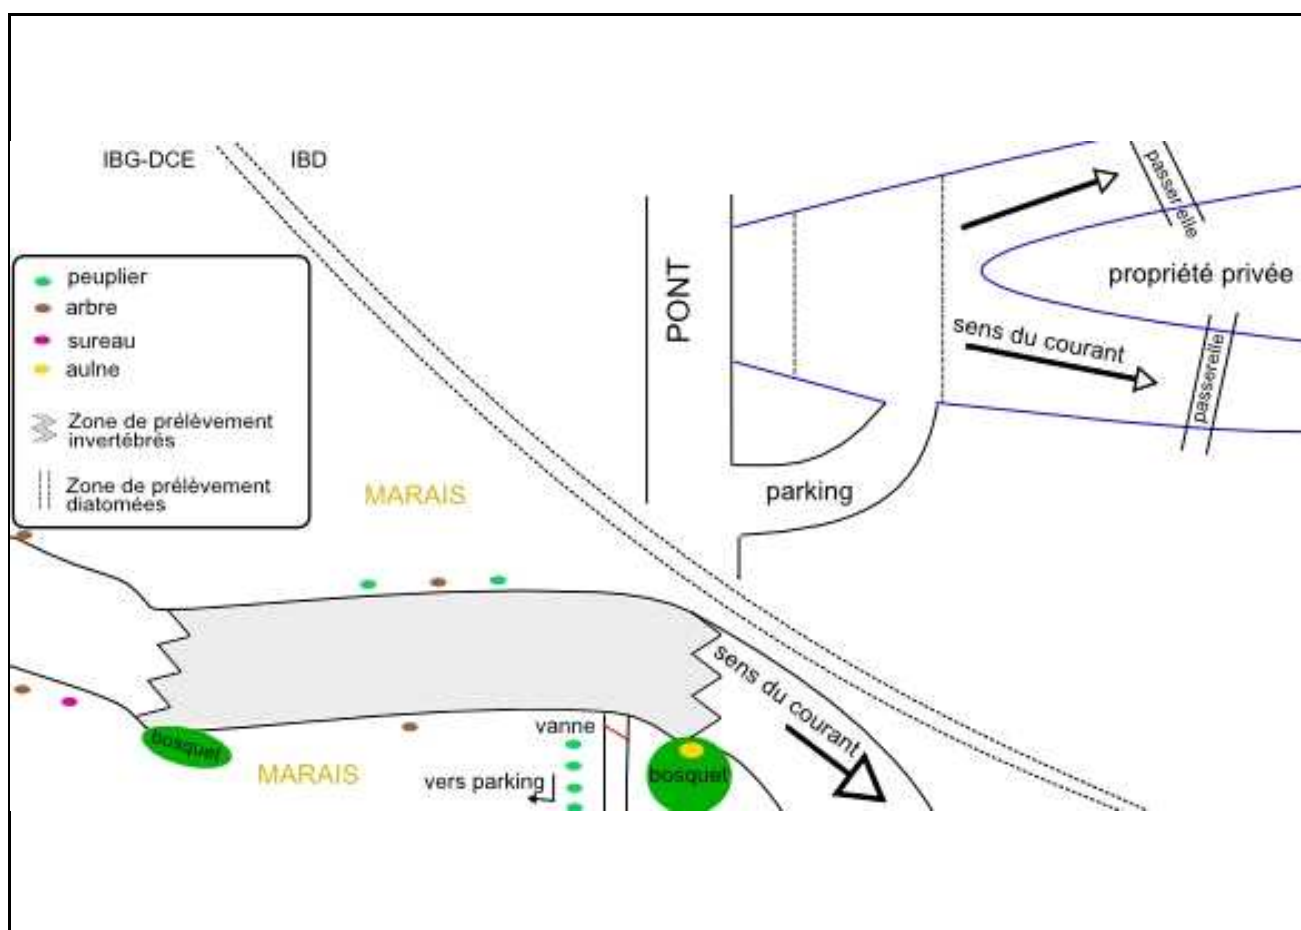 IBG-DCE
IBD
peuplier
arbre
sureau
aulne
Zone de prélèvement
invertébrés
Zone de prélèvement
diatomées
PONT
passerelle
propriété privée
sens du courant
passerelle
parking
MARAIS
sens du courant
bosquet
MARAIS
vanne
vers parking
bosquet